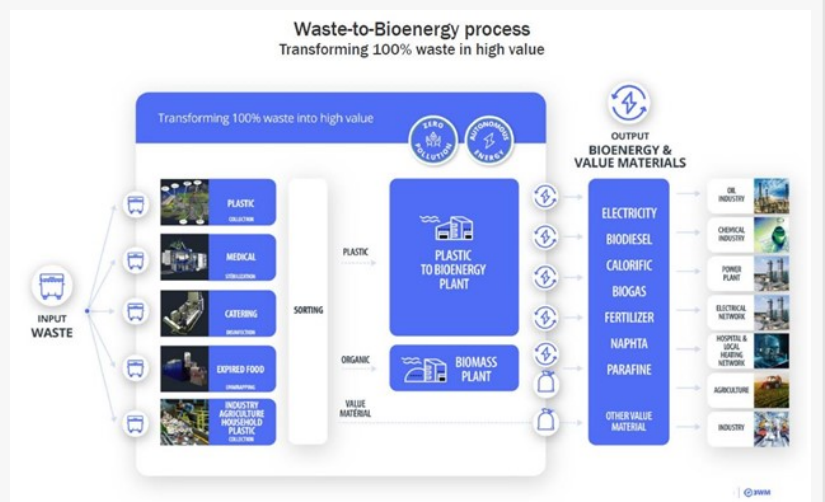 Waste-to-Bioenergy process
Transforming 100% waste in high value
Transforming 100% waste into high value
ZERO POLLUTION
AUTONOMOUS ENERGY
OUTPUT
BIOENERGY &
VALUE MATERIALS
INPUT
WASTE
PLASTIC
COLLECTION
MEDICAL
STERILIZATION
CATERING
DISINFECTION
EXPIRED FOOD
UNWRAPPING
INDUSTRY
AGRICULTURE
HOUSEHOLD
PLASTIC
COLLECTION
SORTING
PLASTIC
ORGANIC
VALUE
MATERIAL
PLASTIC
TO BIOENERGY
PLANT
BIOMASS
PLANT
ELECTRICITY
BIODIESEL
CALORIFIC
BIOGAS
FERTILIZER
NAPHTA
PARAFINE
OTHER VALUE
MATERIAL
OIL
INDUSTRY
CHEMICAL
INDUSTRY
POWER
PLANT
ELECTRICAL
NETWORK
HOSPITAL &
LOCAL
HEATING
NETWORK
AGRICULTURE
INDUSTRY
BWM